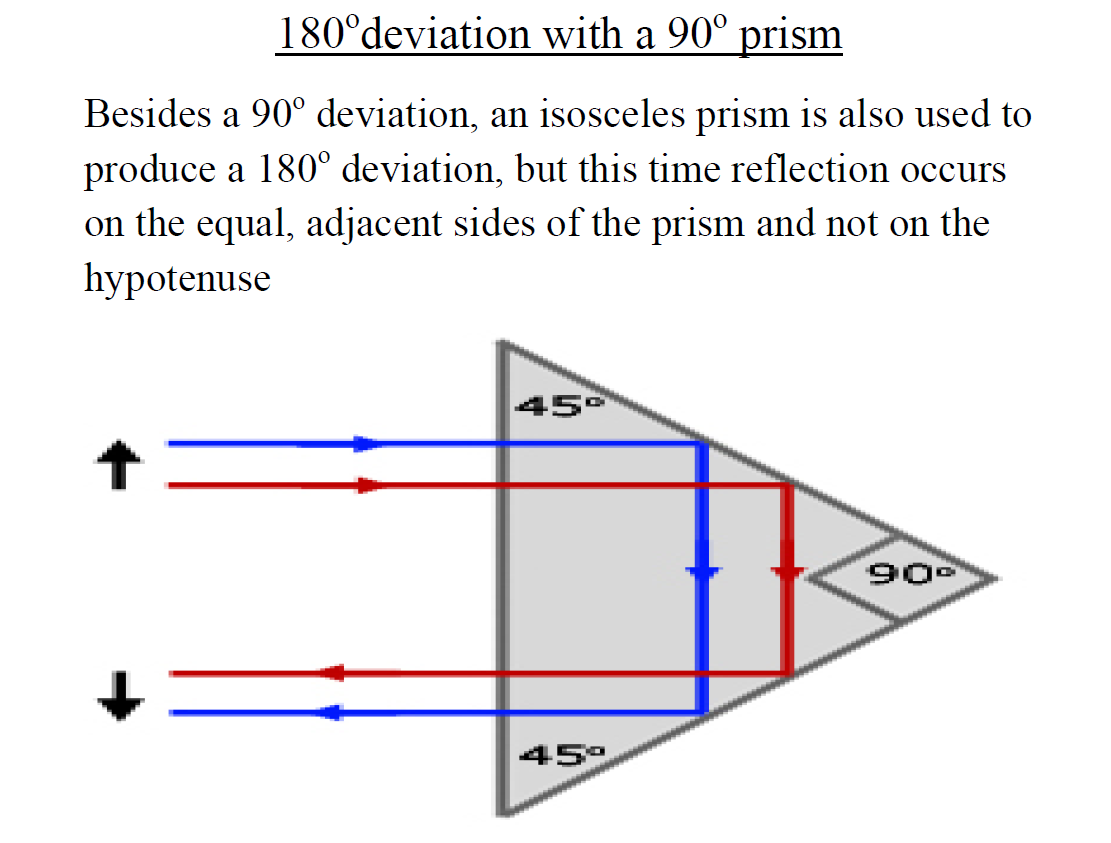 180°deviation with a 90° prism
Besides a 90° deviation, an isosceles prism is also used to
produce a 180° deviation, but this time reflection occurs
on the equal, adjacent sides of the prism and not on the
hypotenuse
45°
90°
45°